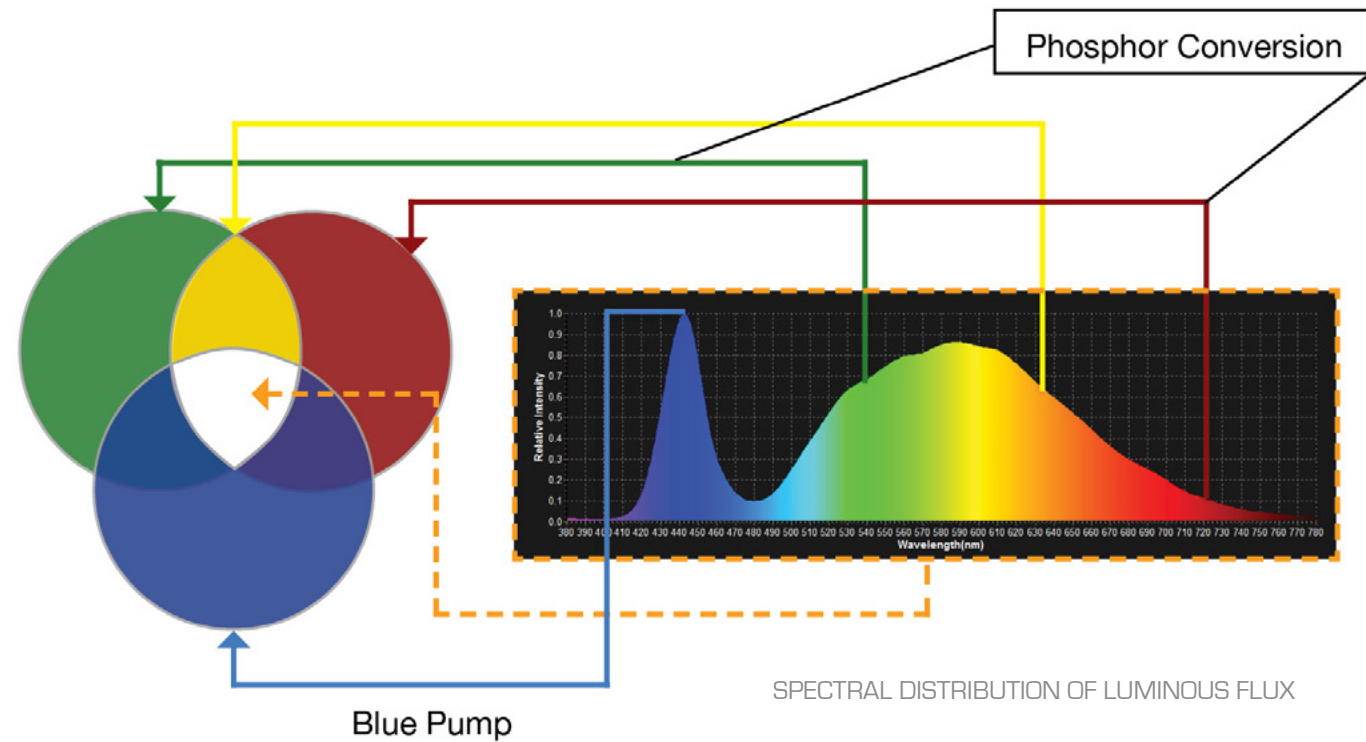 Phosphor Conversion
1.0
0.9
0.8
0.7
0.6
0.5
0.4
0.3
0.2
0.1
0.0
Relative Intensity
380 390 400 410 420 430 440 450 460 470 480 490 500 510 520 530 540 550 560 570 580 590 600 610 620 630 640 650 660 670 680 690 700 710 720 730 740 750 760 770 780
Wavelength(nm)
SPECTRAL DISTRIBUTION OF LUMINOUS FLUX
Blue Pump